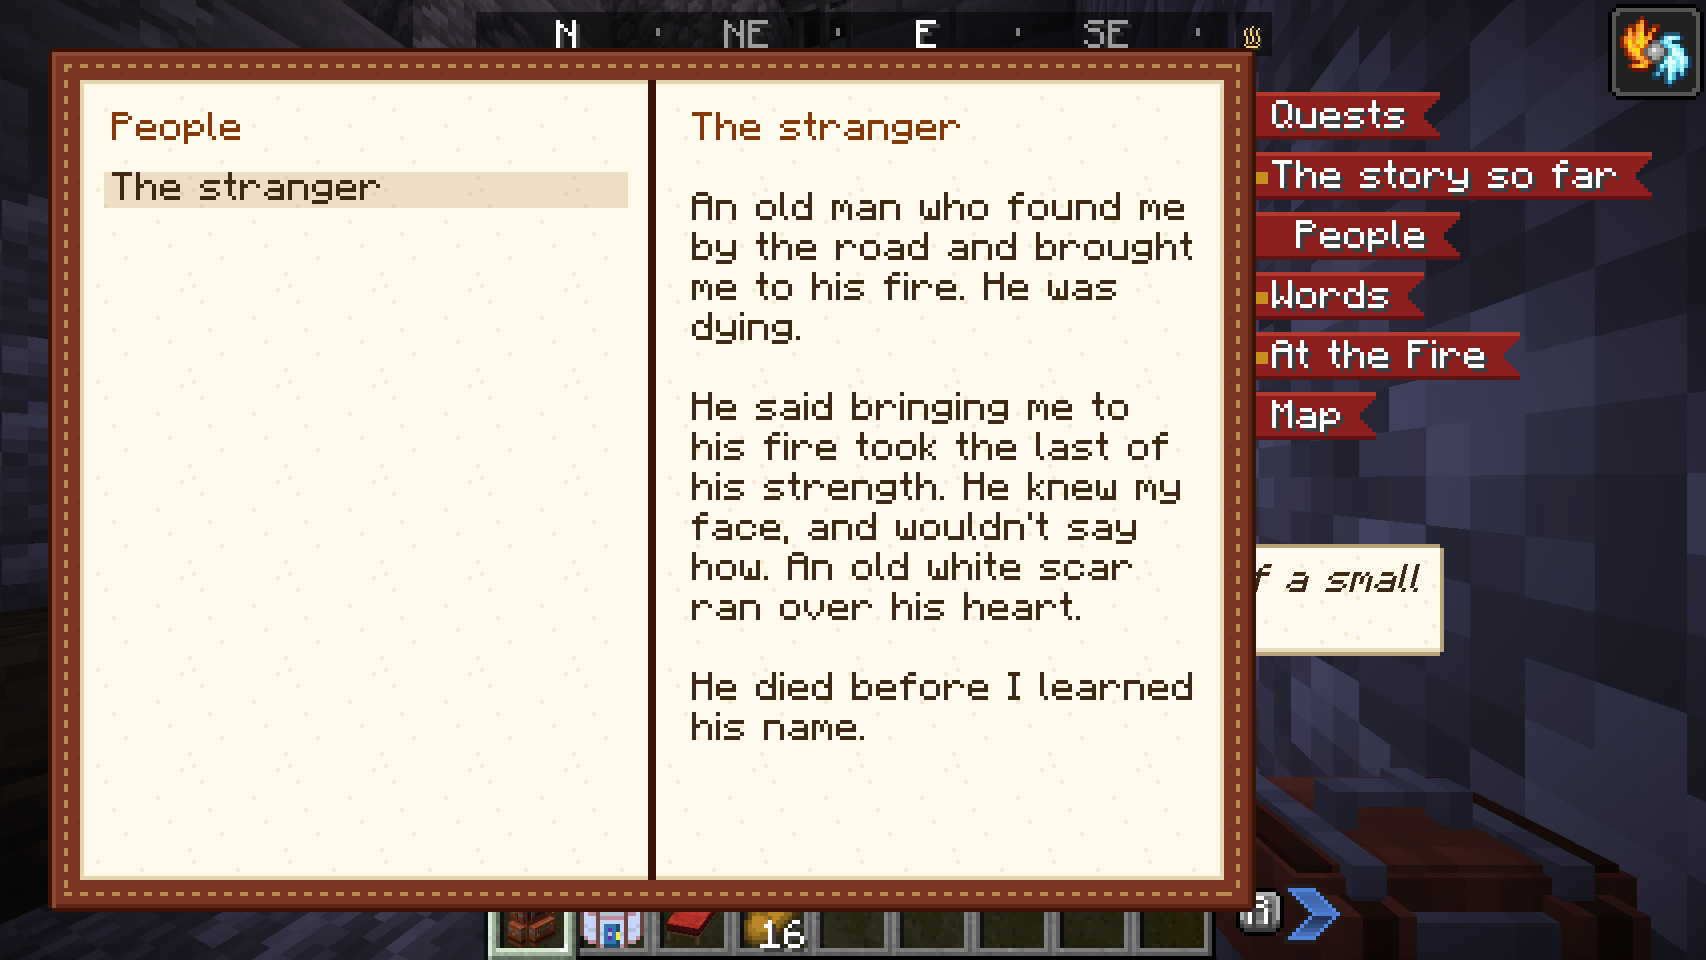 N NE E SE
People
The stranger
The stranger
An old man who found me
by the road and brought
me to his fire. He was
dying.
He said bringing me to
his fire took the last of
his strength. He knew my
face, and wouldn't say
how. An old white scar
ran over his heart.
He died before I learned
his name.
Quests
The story so far
People
Words
At the Fire
Map
a small
16